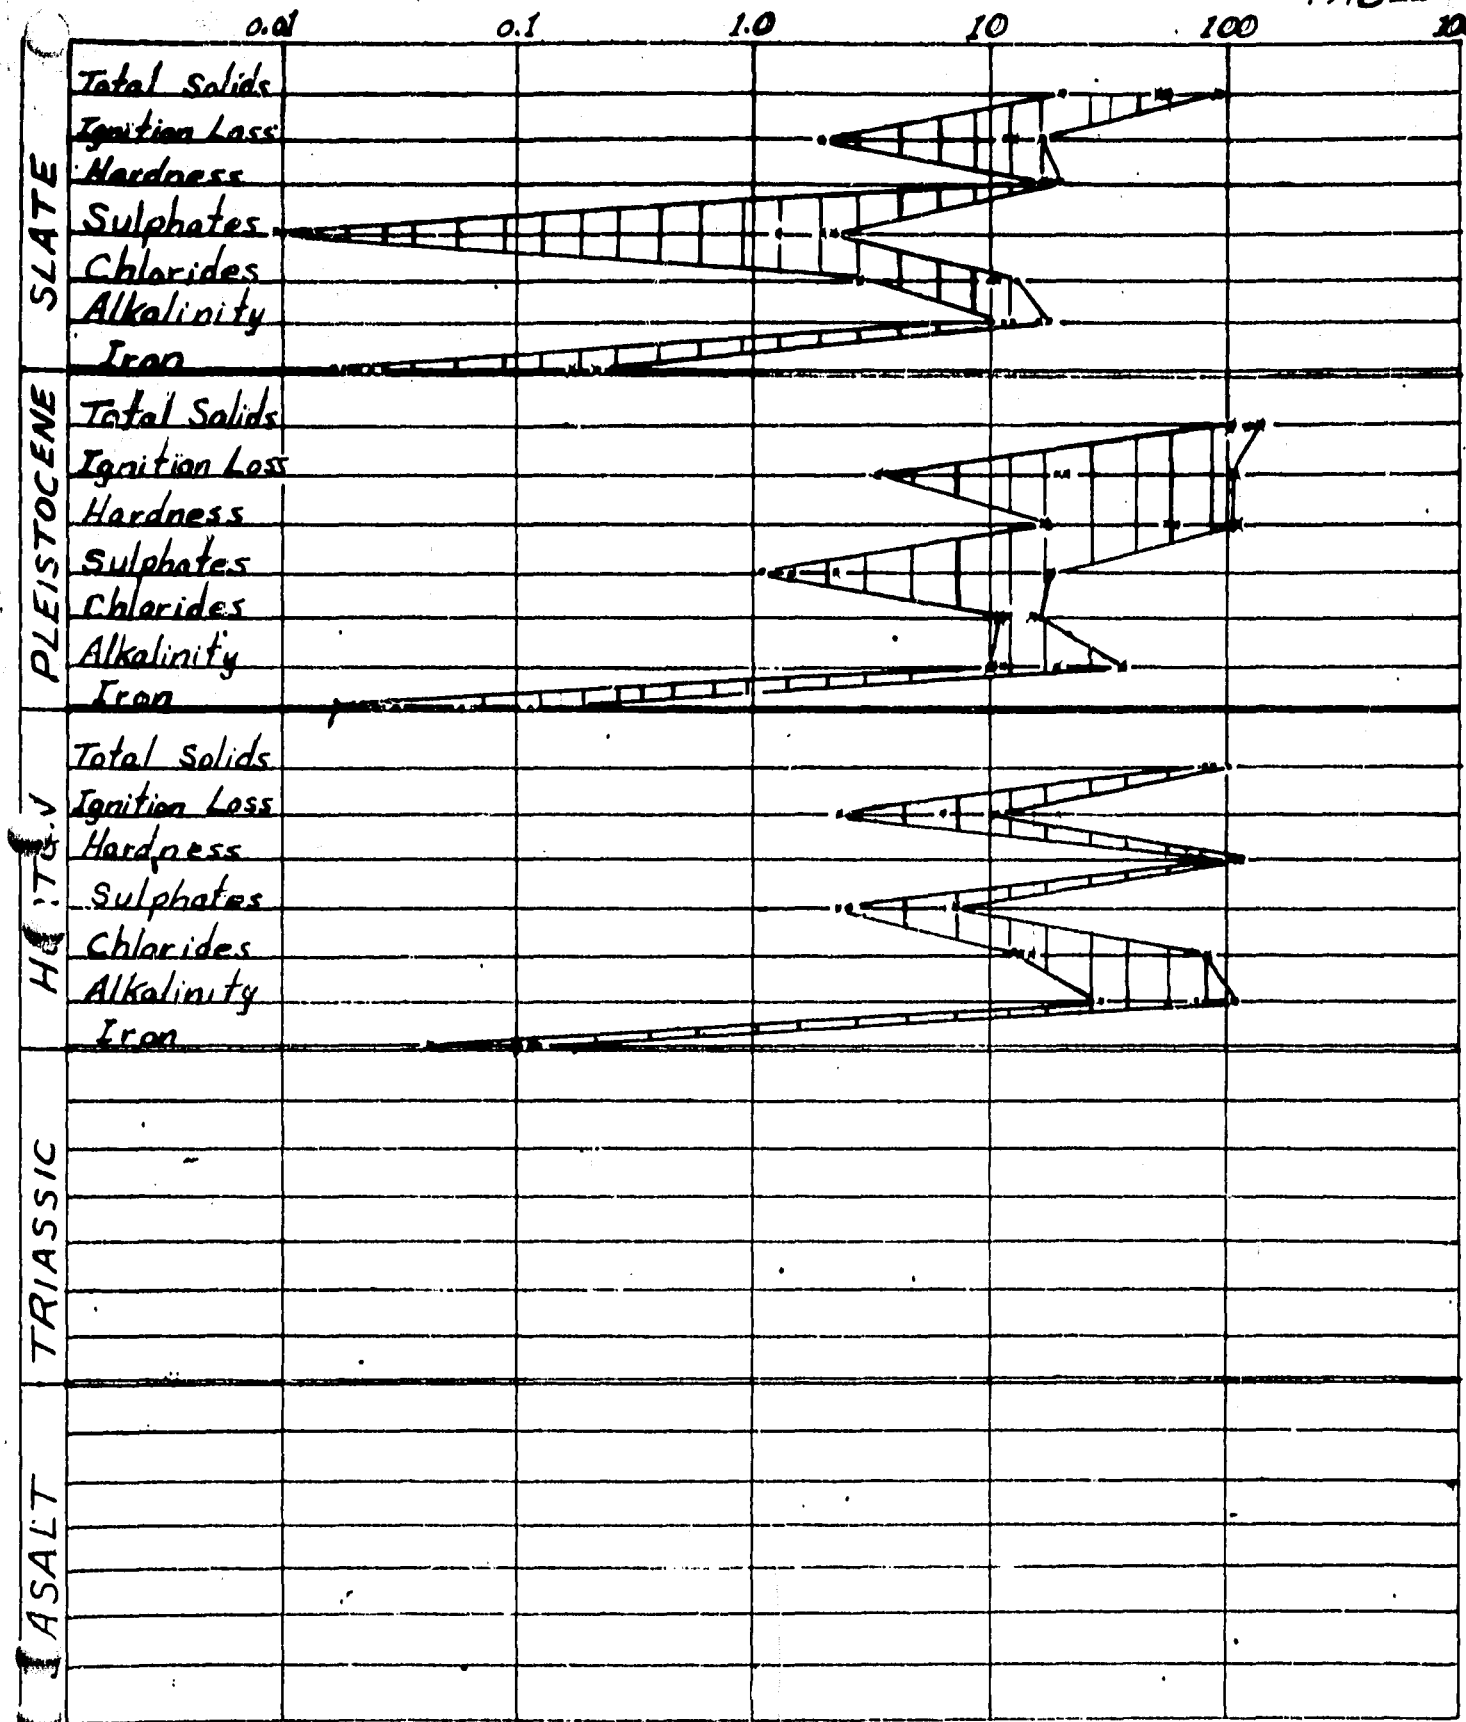 0.01 0.1 1.0 10 100
SLATE
Total Solids
Ignition Loss
Hardness
Sulphates
Chlorides
Alkalinity
Iron
PLEISTOCENE
Total Solids
Ignition Loss
Hardness
Sulphates
Chlorides
Alkalinity
Iron
Total Solids
Ignition Loss
Hardness
Sulphates
Chlorides
Alkalinity
Iron
TRIASSIC
ASALT